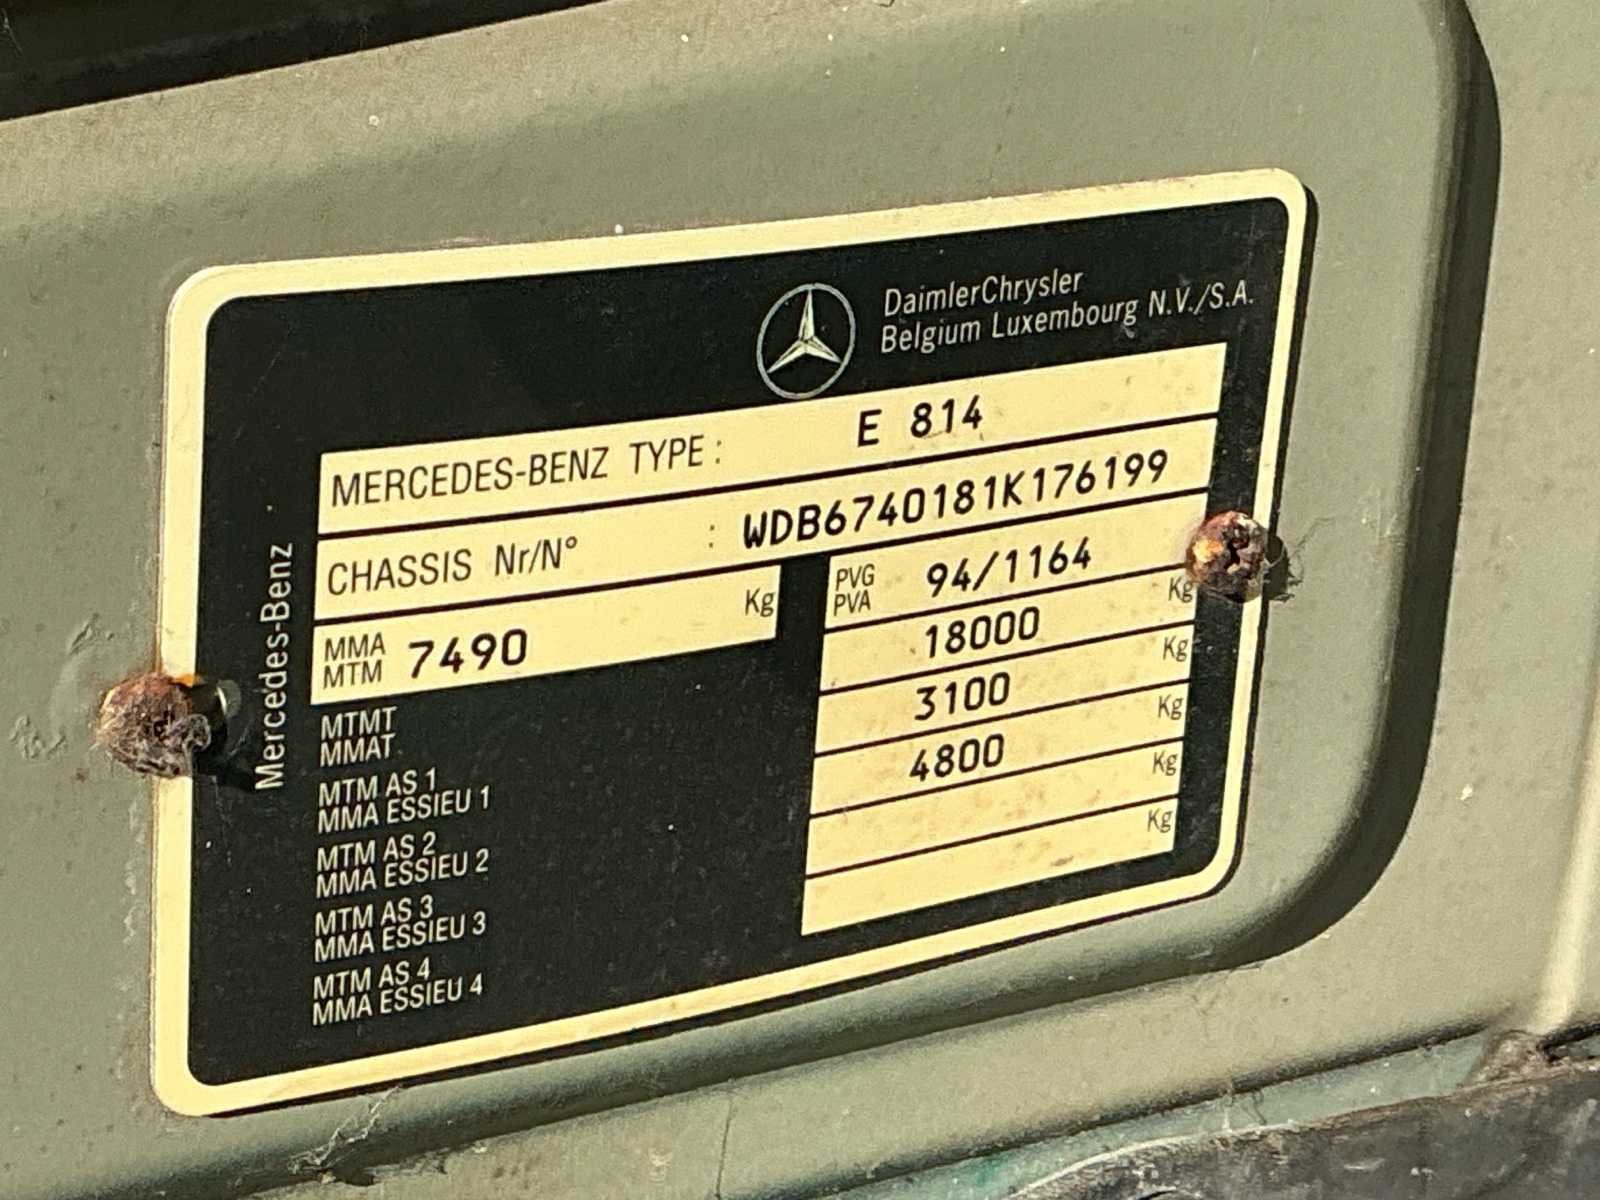 DaimlerChrysler
Belgium Luxembourg N.V./S.A.
MERCEDES-BENZ TYPE : E 814
CHASSIS Nr/N° : WDB6740181K176199
MMA
MTM 7490 Kg
PVG
PVA 94/1164
Mercedes-Benz
MTMT
MMAT 18000 Kg
MTM AS 1
MMA ESSIEU 1 3100 Kg
MTM AS 2
MMA ESSIEU 2 4800 Kg
MTM AS 3
MMA ESSIEU 3 Kg
MTM AS 4
MMA ESSIEU 4 Kg